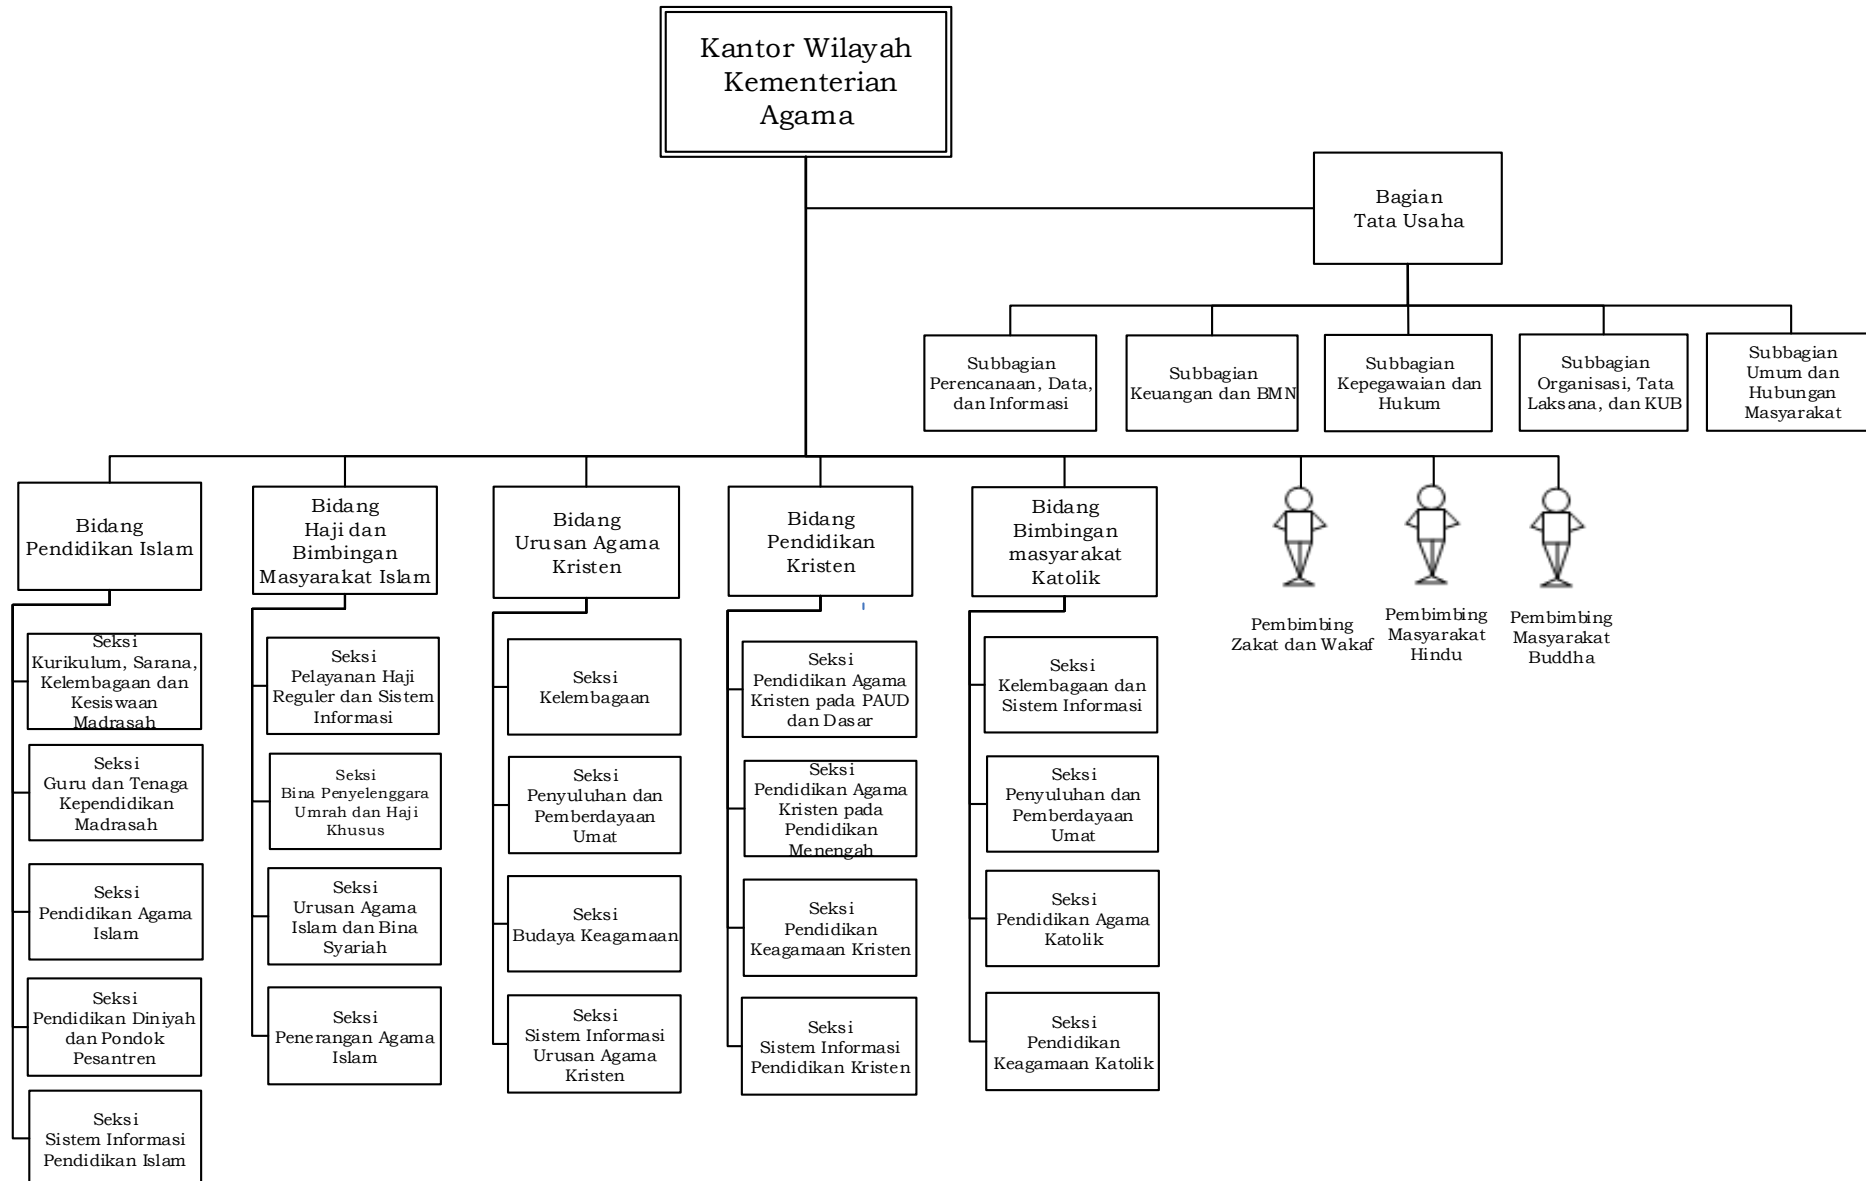 Kantor Wilayah
Kementerian
Agama
Bagian
Tata Usaha
Subbagian
Perencanaan, Data,
dan Informasi
Subbagian
Keuangan dan BMN
Subbagian
Kepegawaian dan
Hukum
Subbagian
Organisasi, Tata
Laksana, dan KUB
Subbagian
Umum dan
Hubungan
Masyarakat
Bidang
Pendidikan Islam
Bidang
Haji dan
Bimbingan
Masyarakat Islam
Bidang
Urusan Agama
Kristen
Bidang
Pendidikan
Kristen
Bidang
Bimbingan
masyarakat
Katolik
Pembimbing
Zakat dan Wakaf
Pembimbing
Masyarakat
Hindu
Pembimbing
Masyarakat
Buddha
Seksi
Kurikulum, Sarana,
Kelembagaan dan
Kesiswaan
Madrasah
Seksi
Guru dan Tenaga
Kependidikan
Madrasah
Seksi
Pendidikan Agama
Islam
Seksi
Pendidikan Diniyah
dan Pondok
Pesantren
Seksi
Sistem Informasi
Pendidikan Islam
Seksi
Pelayanan Haji
Reguler dan Sistem
Informasi
Seksi
Bina Penyelenggara
Umrah dan Haji
Khusus
Seksi
Urusan Agama
Islam dan Bina
Syariah
Seksi
Penerangan Agama
Islam
Seksi
Kelembagaan
Seksi
Penyuluhan dan
Pemberdayaan
Umat
Seksi
Budaya Keagamaan
Seksi
Sistem Informasi
Urusan Agama
Kristen
Seksi
Pendidikan Agama
Kristen pada PAUD
dan Dasar
Seksi
Pendidikan Agama
Kristen pada
Pendidikan
Menengah
Seksi
Pendidikan
Keagamaan Kristen
Seksi
Sistem Informasi
Pendidikan Kristen
Seksi
Kelembagaan dan
Sistem Informasi
Seksi
Penyuluhan dan
Pemberdayaan
Umat
Seksi
Pendidikan Agama
Katolik
Seksi
Pendidikan
Keagamaan Katolik